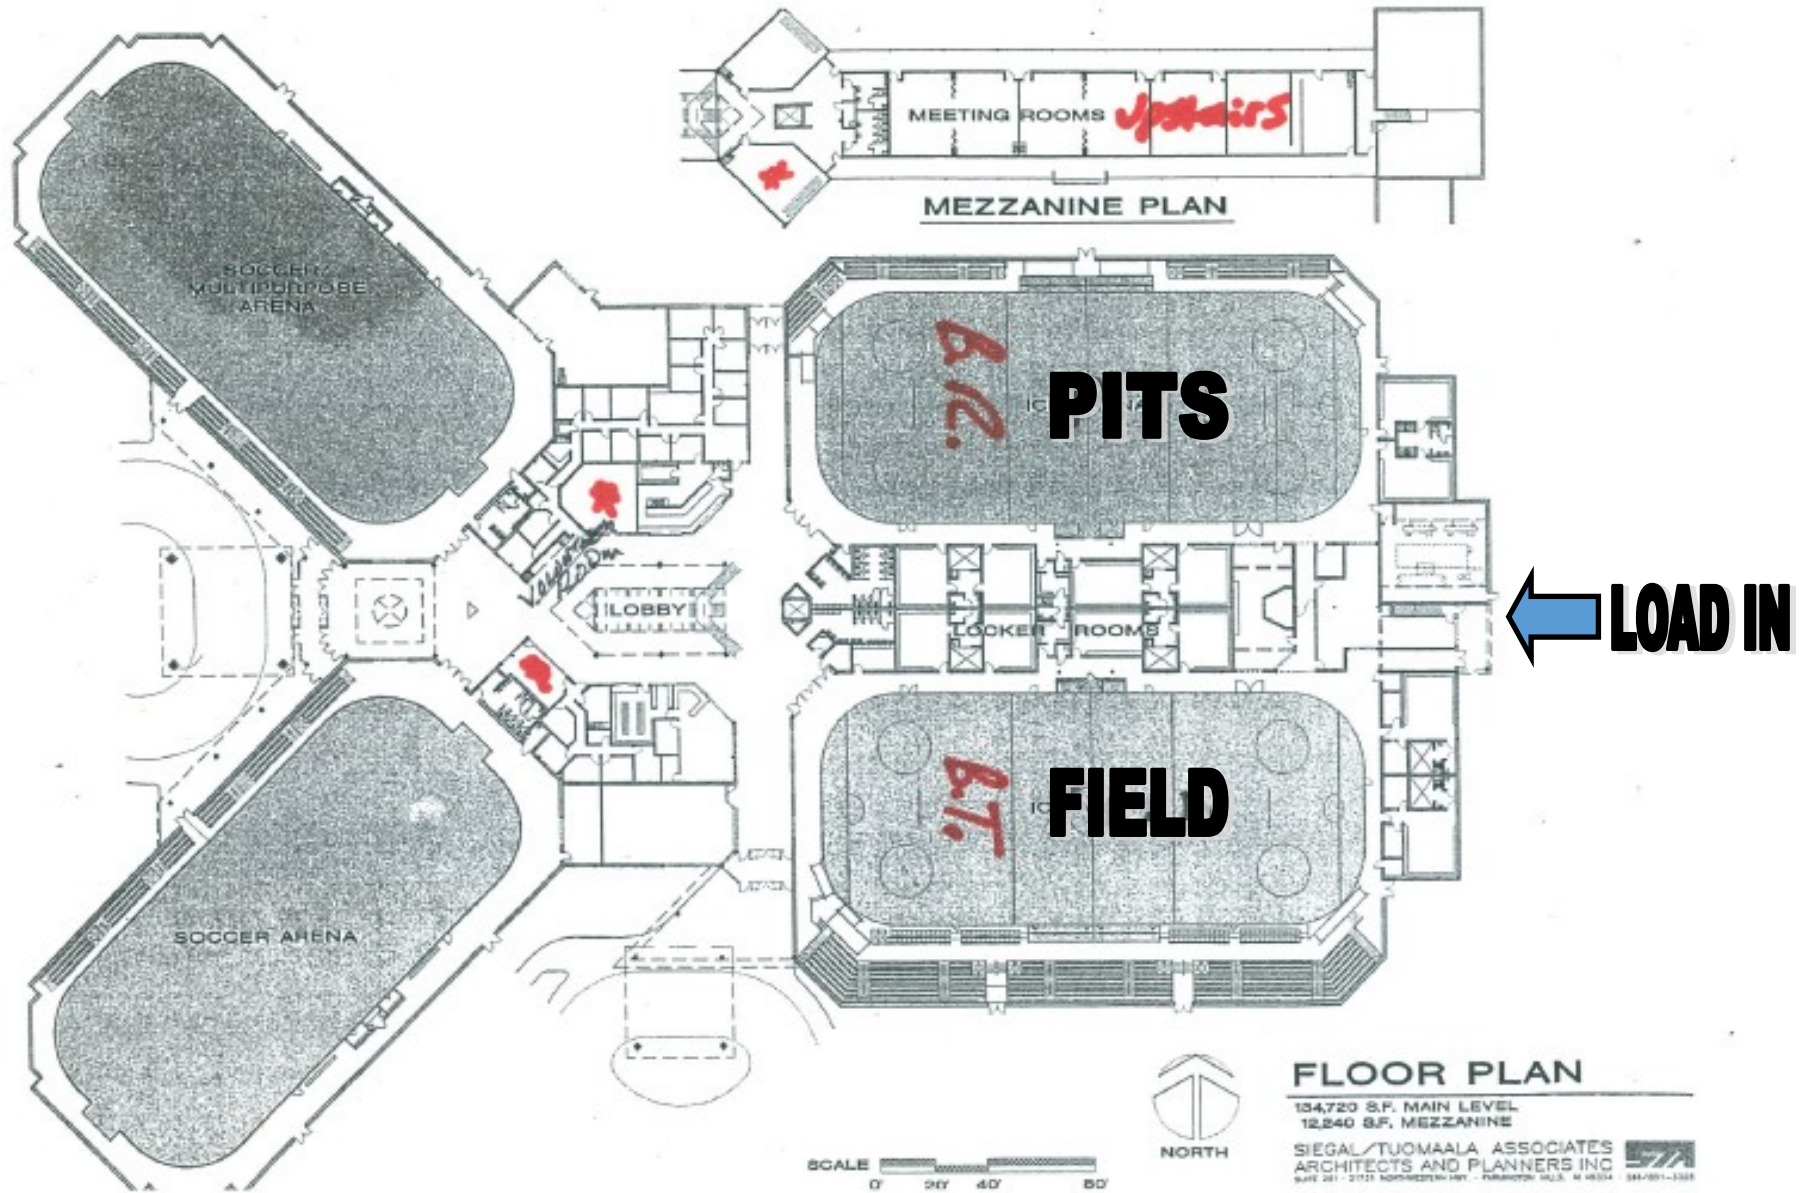 MEETING ROOMS upstairs
MEZZANINE PLAN
SOCCER/
MULTIPURPOSE
ARENA
B.R.
PITS
LOBBY
LOCKER ROOMS
LOAD IN
B.T.
FIELD
SOCCER ARENA
NORTH
SCALE
0' 20' 40' 80'
FLOOR PLAN
134,720 S.F. MAIN LEVEL
12,240 S.F. MEZZANINE
SIEGAL/TUOMAALA ASSOCIATES
ARCHITECTS AND PLANNERS INC